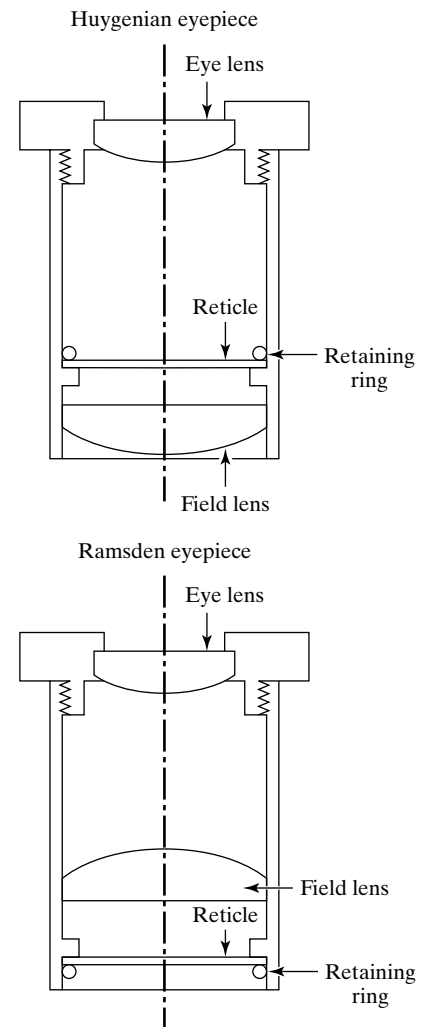 Huygenian eyepiece
Eye lens
Reticle
Retaining
ring
Field lens
Ramsden eyepiece
Eye lens
Field lens
Reticle
Retaining
ring